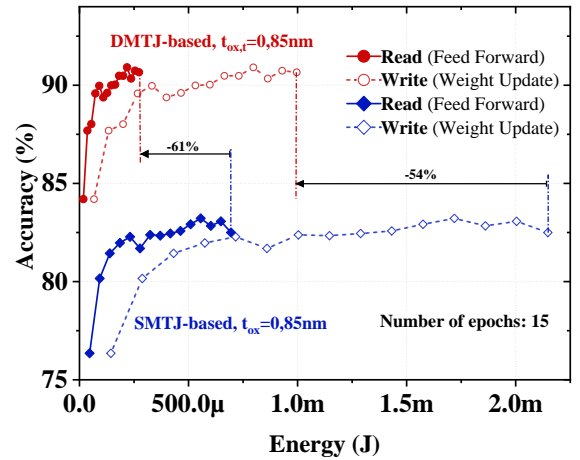 DMTJ-based, tox,t=0,85nm
Read (Feed Forward)
Write (Weight Update)
Read (Feed Forward)
Write (Weight Update)
-61%
-54%
SMTJ-based, tox=0,85nm
Number of epochs: 15
Accuracy (%)
90
85
80
75
0.0
500.0µ
1.0m
1.5m
2.0m
Energy (J)